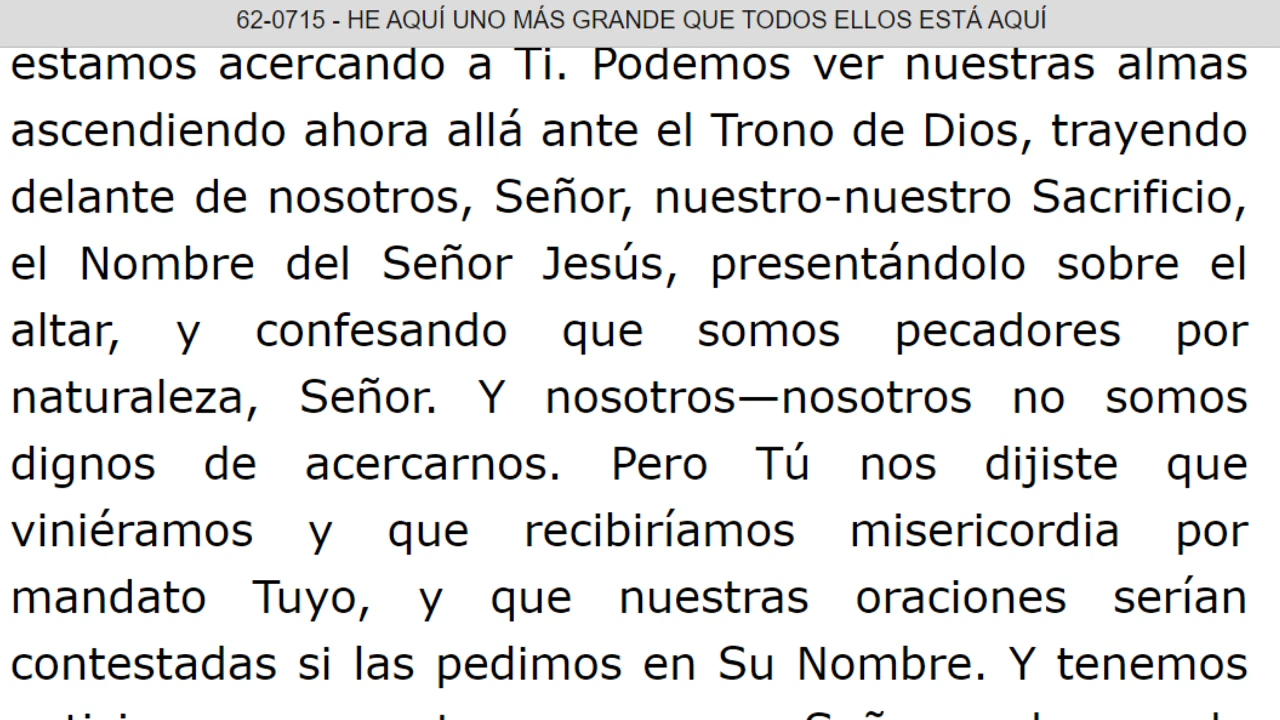 62-0715 - HE AQUÍ UNO MÁS GRANDE QUE TODOS ELLOS ESTÁ AQUÍ
estamos acercando a Ti. Podemos ver nuestras almas
ascendiendo ahora allá ante el Trono de Dios, trayendo
delante de nosotros, Señor, nuestro-nuestro Sacrificio,
el Nombre del Señor Jesús, presentándolo sobre el
altar, y confesando que somos pecadores por
naturaleza, Señor. Y nosotros—nosotros no somos
dignos de acercarnos. Pero Tú nos dijiste que
viniéramos y que recibiríamos misericordia por
mandato Tuyo, y que nuestras oraciones serían
contestadas si las pedimos en Su Nombre. Y tenemos